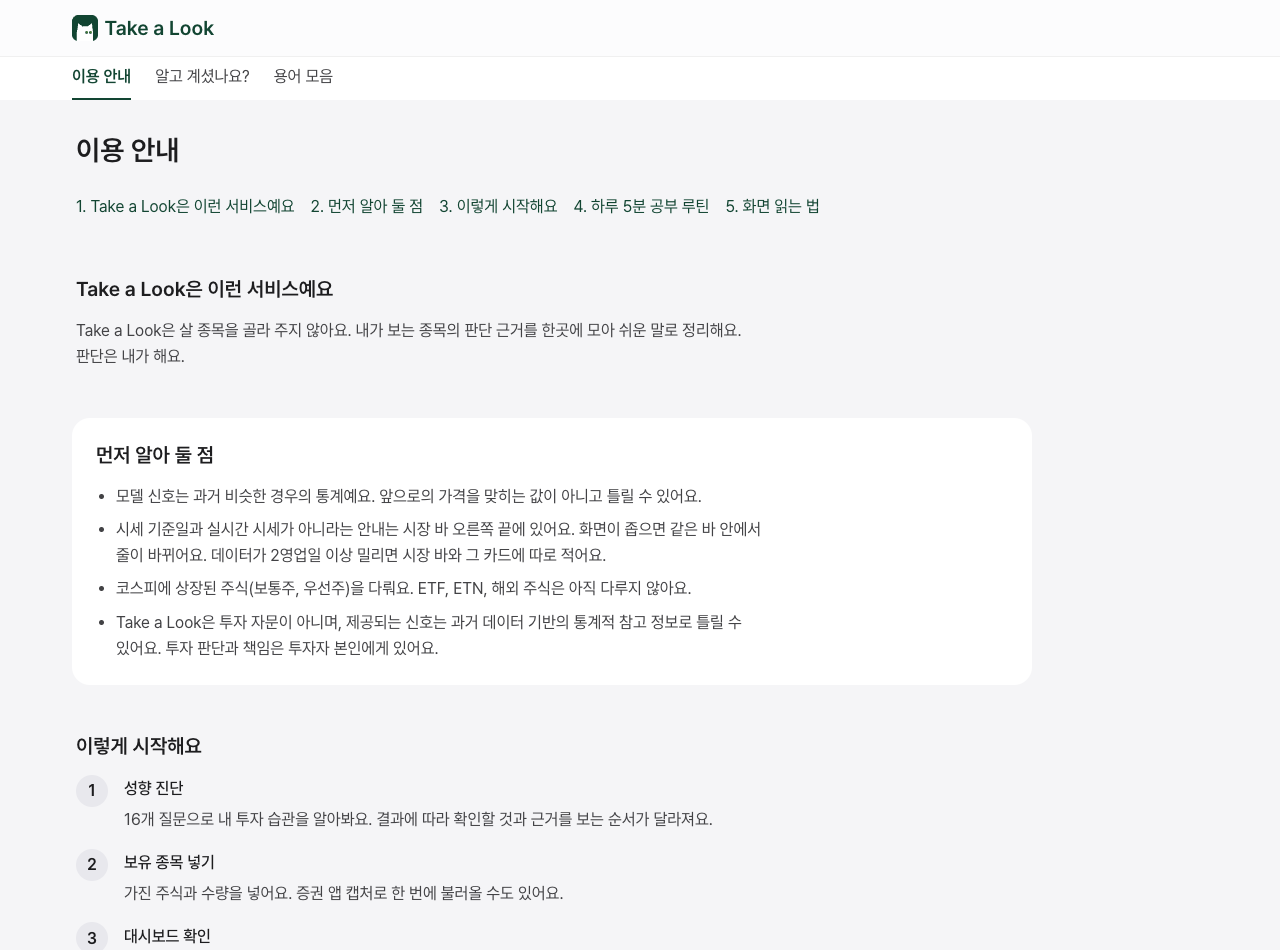 Take a Look
이용 안내 알고 계셨나요? 용어 모음
이용 안내
1. Take a Look은 이런 서비스예요 2. 먼저 알아 둘 점 3. 이렇게 시작해요 4. 하루 5분 공부 루틴 5. 화면 읽는 법
Take a Look은 이런 서비스예요
Take a Look은 살 종목을 골라 주지 않아요. 내가 보는 종목의 판단 근거를 한곳에 모아 쉬운 말로 정리해요.
판단은 내가 해요.
먼저 알아 둘 점
• 모델 신호는 과거 비슷한 경우의 통계예요. 앞으로의 가격을 맞히는 값이 아니고 틀릴 수 있어요.
• 시세 기준일과 실시간 시세가 아니라는 안내는 시장 바 오른쪽 끝에 있어요. 화면이 좁으면 같은 바 안에서
줄이 바뀌어요. 데이터가 2영업일 이상 밀리면 시장 바와 그 카드에 따로 적어요.
• 코스피에 상장된 주식(보통주, 우선주)을 다뤄요. ETF, ETN, 해외 주식은 아직 다루지 않아요.
• Take a Look은 투자 자문이 아니며, 제공되는 신호는 과거 데이터 기반의 통계적 참고 정보로 틀릴 수
있어요. 투자 판단과 책임은 투자자 본인에게 있어요.
이렇게 시작해요
1 성향 진단
16개 질문으로 내 투자 습관을 알아봐요. 결과에 따라 확인할 것과 근거를 보는 순서가 달라져요.
2 보유 종목 넣기
가진 주식과 수량을 넣어요. 증권 앱 캡처로 한 번에 불러올 수도 있어요.
3 대시보드 확인